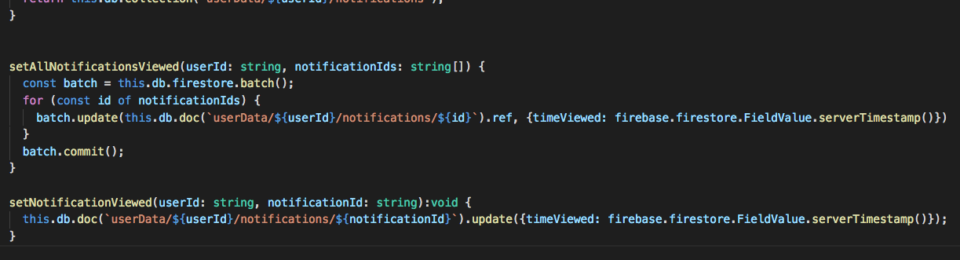 return this.db.collection(`userData/${userId}/notifications`);
}
setAllNotificationsViewed(userId: string, notificationIds: string[]) {
const batch = this.db.firestore.batch();
for (const id of notificationIds) {
batch.update(this.db.doc(`userData/${userId}/notifications/${id}`).ref, {timeViewed: firebase.firestore.FieldValue.serverTimestamp()})
}
batch.commit();
}
setNotificationViewed(userId: string, notificationId: string):void {
this.db.doc(`userData/${userId}/notifications/${notificationId}`).update({timeViewed: firebase.firestore.FieldValue.serverTimestamp()});
}